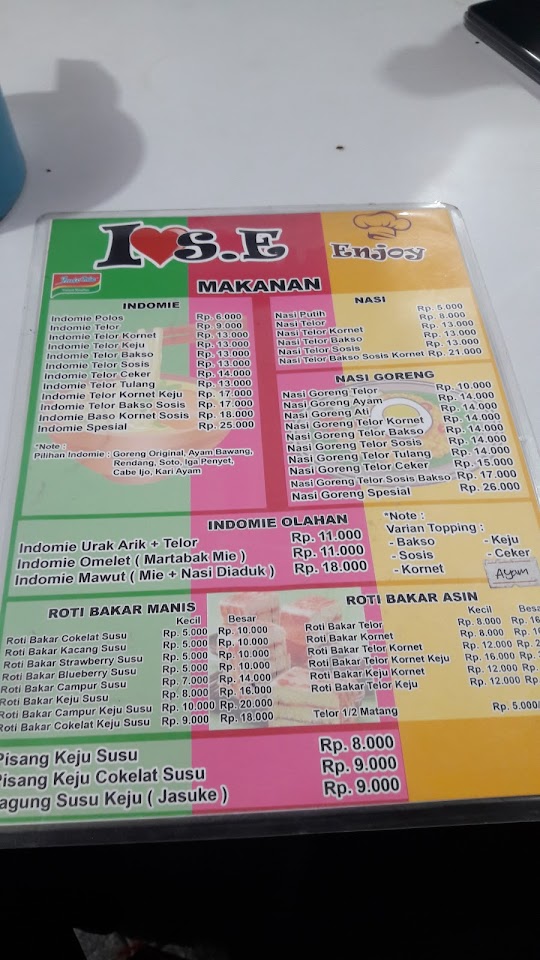 I S.E
Enjoy
Indomie
MAKANAN
INDOMIE
Indomie Polos Rp. 6.000
Indomie Telor Rp. 9.000
Indomie Telor Kornet Rp. 13.000
Indomie Telor Keju Rp. 13.000
Indomie Telor Bakso Rp. 13.000
Indomie Telor Sosis Rp. 13.000
Indomie Telor Ceker Rp. 14.000
Indomie Telor Tulang Rp. 13.000
Indomie Telor Kornet Keju Rp. 17.000
Indomie Telor Bakso Sosis Rp. 17.000
Indomie Baso Kornet Sosis Rp. 18.000
Indomie Spesial Rp. 25.000
*Note :
Pilihan Indomie : Goreng Original, Ayam Bawang,
Rendang, Soto, Iga Penyet,
Cabe Ijo, Kari Ayam
NASI
Nasi Putih Rp. 5.000
Nasi Telor Rp. 8.000
Nasi Telor Kornet Rp. 13.000
Nasi Telor Bakso Rp. 13.000
Nasi Telor Sosis Rp. 13.000
Nasi Telor Bakso Sosis Kornet Rp. 21.000
NASI GORENG
Nasi Goreng Telor Rp. 10.000
Nasi Goreng Ayam Rp. 14.000
Nasi Goreng Ati Rp. 14.000
Nasi Goreng Telor Kornet Rp. 14.000
Nasi Goreng Telor Bakso Rp. 14.000
Nasi Goreng Telor Sosis Rp. 14.000
Nasi Goreng Telor Tulang Rp. 14.000
Nasi Goreng Telor Ceker Rp. 15.000
Nasi Goreng Telor Sosis Bakso Rp. 17.000
Nasi Goreng Spesial Rp. 26.000
INDOMIE OLAHAN
Indomie Urak Arik + Telor Rp. 11.000
Indomie Omelet ( Martabak Mie ) Rp. 11.000
Indomie Mawut ( Mie + Nasi Diaduk ) Rp. 18.000
*Note :
Varian Topping :
- Bakso - Keju
- Sosis - Ceker
- Kornet AYAM
ROTI BAKAR MANIS
Kecil Besar
Roti Bakar Cokelat Susu Rp. 5.000 Rp. 10.000
Roti Bakar Kacang Susu Rp. 5.000 Rp. 10.000
Roti Bakar Strawberry Susu Rp. 5.000 Rp. 10.000
Roti Bakar Blueberry Susu Rp. 5.000 Rp. 10.000
Roti Bakar Campur Susu Rp. 7.000 Rp. 14.000
Roti Bakar Keju Susu Rp. 8.000 Rp. 16.000
Roti Bakar Campur Keju Susu Rp. 10.000 Rp. 20.000
Roti Bakar Cokelat Keju Susu Rp. 9.000 Rp. 18.000
ROTI BAKAR ASIN
Kecil Besa
Roti Bakar Telor Rp. 8.000 Rp. 16
Roti Bakar Kornet Rp. 8.000 Rp. 16
Roti Bakar Telor Kornet Rp. 12.000 Rp. 2
Roti Bakar Telor Kornet Keju Rp. 16.000 Rp.
Roti Bakar Keju Kornet Rp. 12.000 Rp.
Roti Bakar Telor Keju Rp. 12.000 Rp.
Telor 1/2 Matang Rp. 5.000/
Pisang Keju Susu Rp. 8.000
Pisang Keju Cokelat Susu Rp. 9.000
agung Susu Keju ( Jasuke ) Rp. 9.000